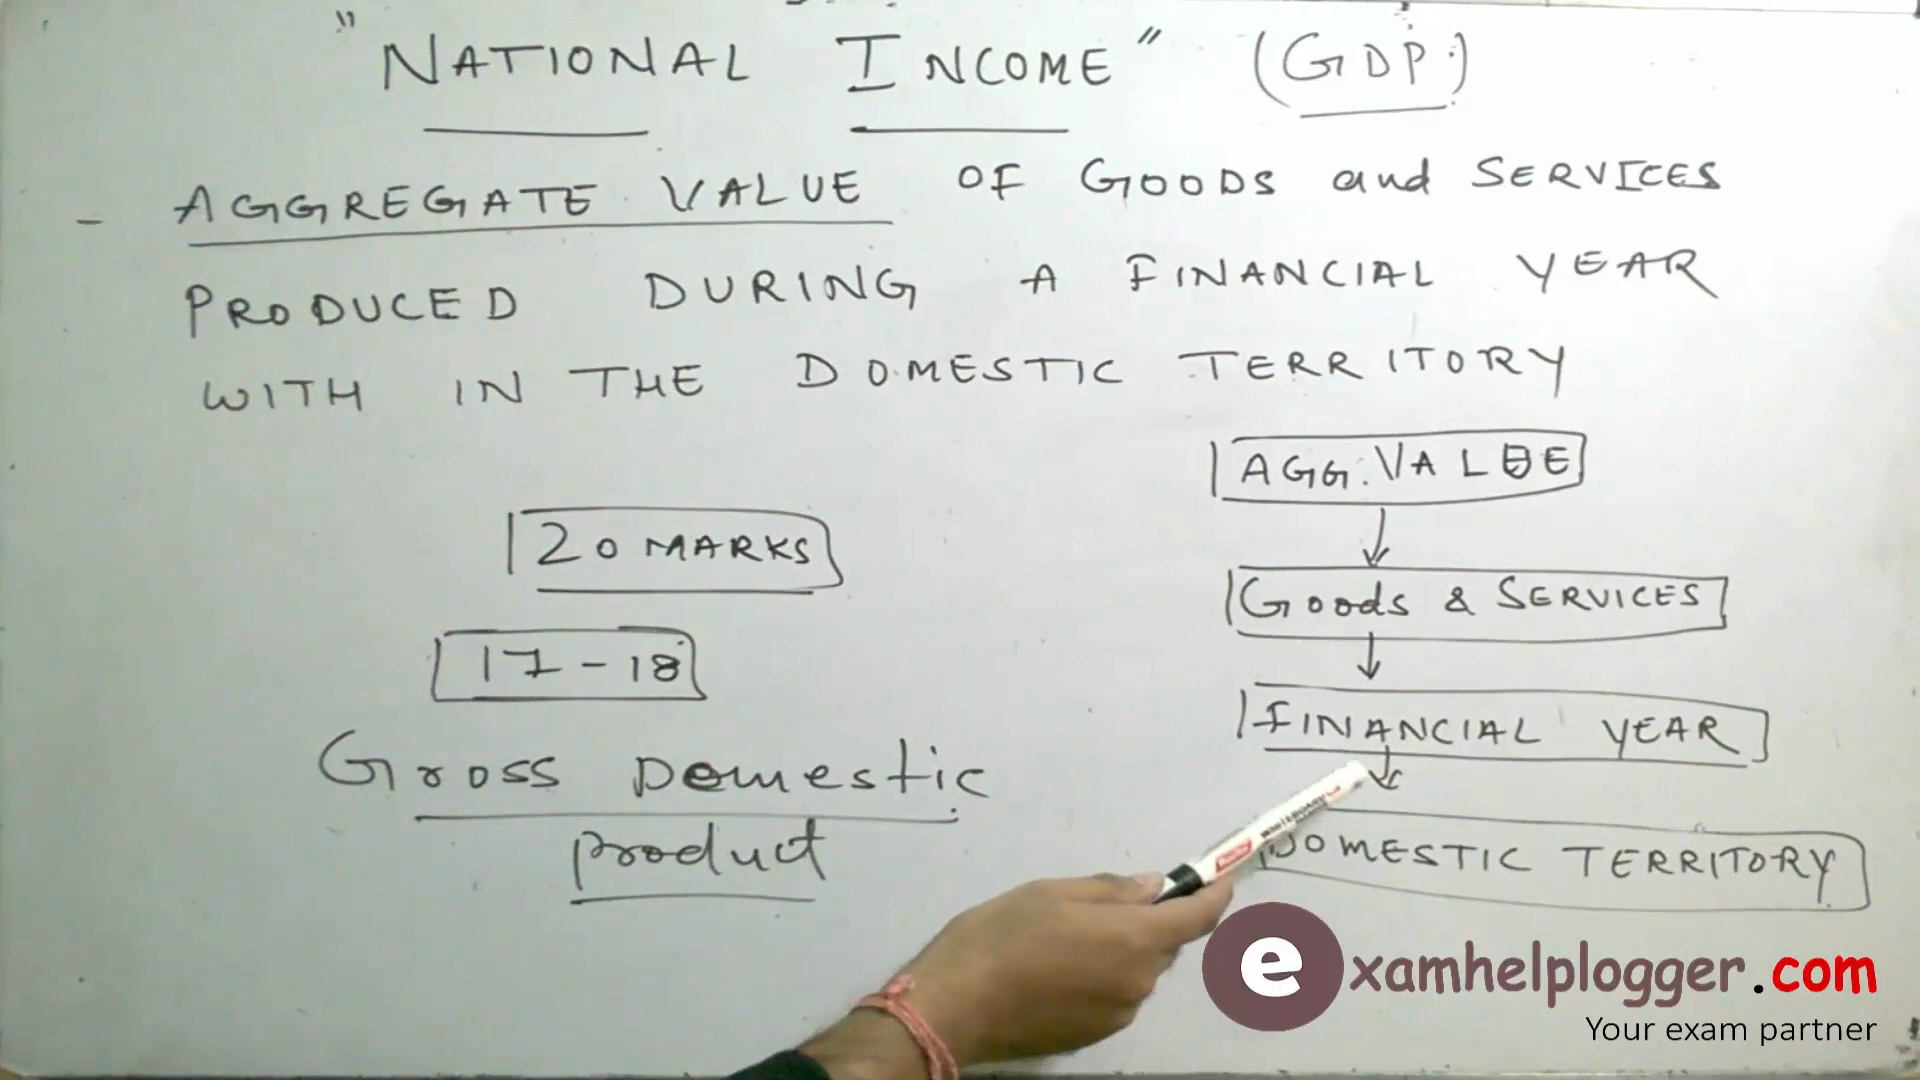 "NATIONAL INCOME" (GDP.)
- AGGREGATE VALUE OF GOODS and SERVICES
PRODUCED DURING A FINANCIAL YEAR
WITH IN THE DOMESTIC TERRITORY
20 MARKS
17-18
Gross Domestic
product
AGG. VALUE
Goods & SERVICES
FINANCIAL YEAR
DOMESTIC TERRITORY
examhelplogger.com
Your exam partner